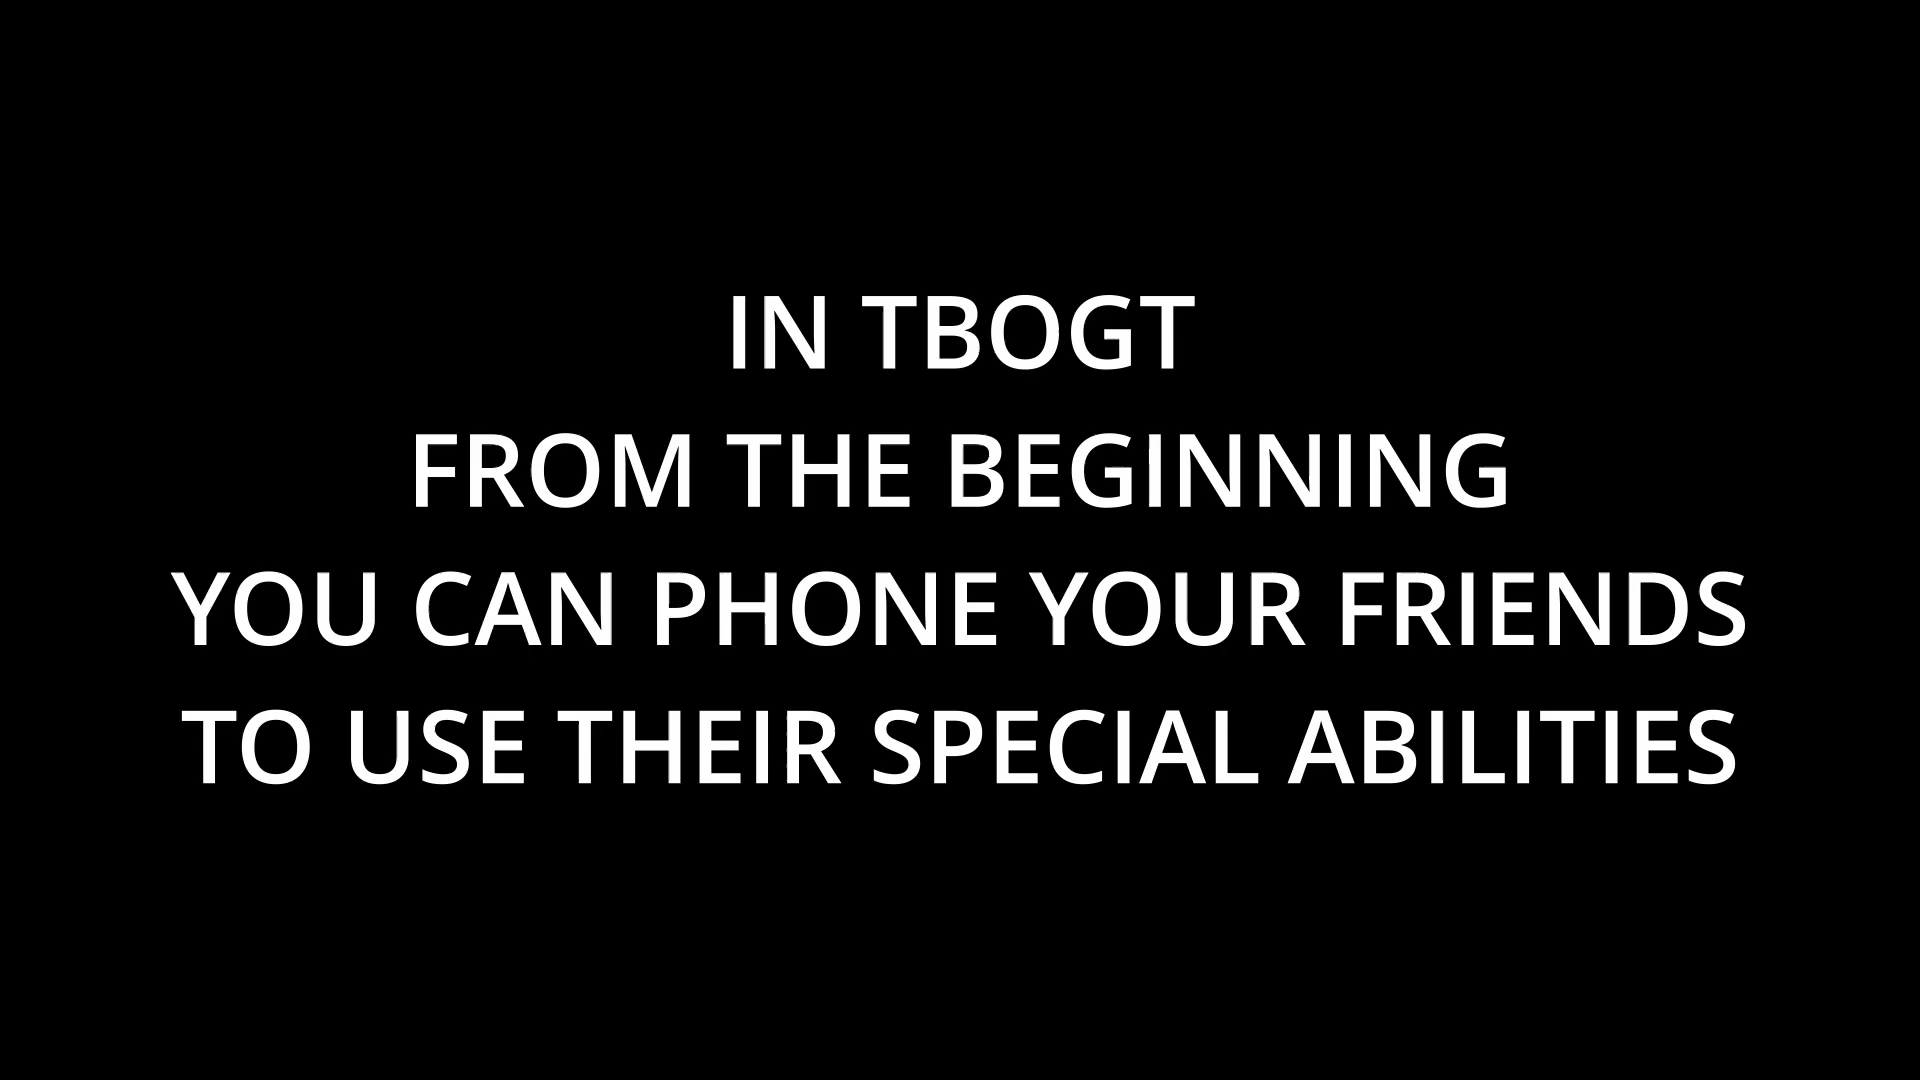 IN TBOGT
FROM THE BEGINNING
YOU CAN PHONE YOUR FRIENDS
TO USE THEIR SPECIAL ABILITIES